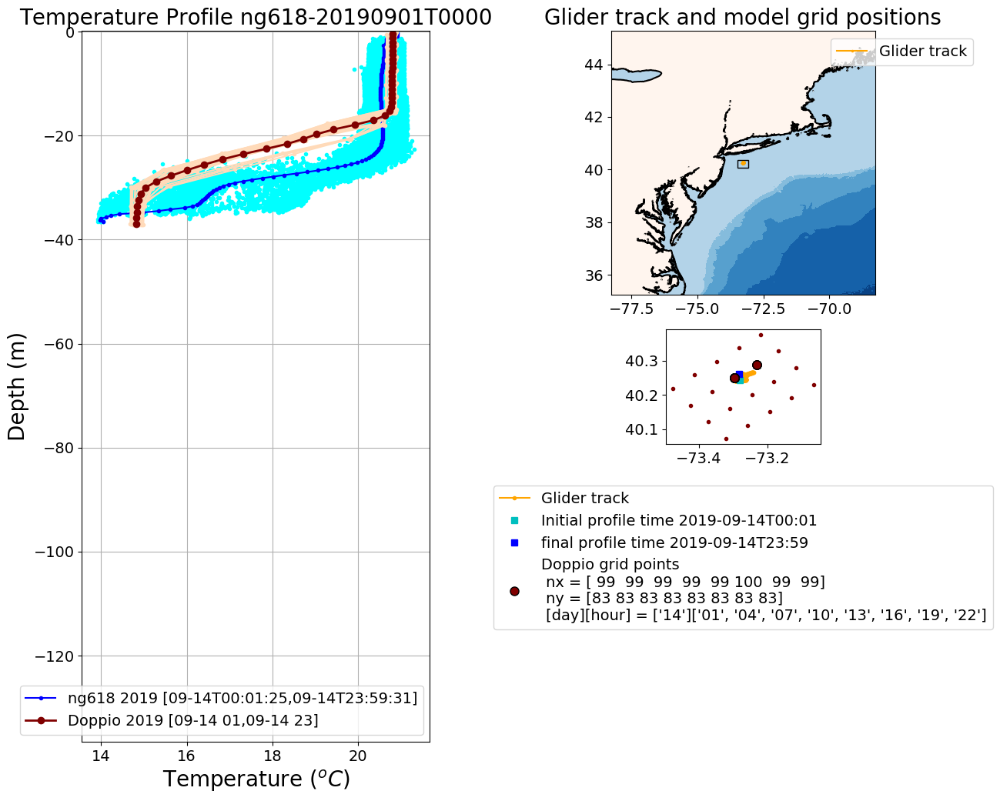 Temperature Profile ng618-20190901T0000
0
−20
−40
−60
−80
−100
−120
Depth (m)
14
16
18
20
Temperature (°C)
ng618 2019 [09-14T00:01:25,09-14T23:59:31]
Doppio 2019 [09-14 01,09-14 23]
Glider track and model grid positions
Glider track
44
42
40
38
36
−77.5
−75.0
−72.5
−70.0
40.3
40.2
40.1
−73.4
−73.2
Glider track
Initial profile time 2019-09-14T00:01
final profile time 2019-09-14T23:59
Doppio grid points
nx = [ 99  99  99  99  99 100  99  99]
ny = [83 83 83 83 83 83 83 83]
[day][hour] = ['14']['01', '04', '07', '10', '13', '16', '19', '22']